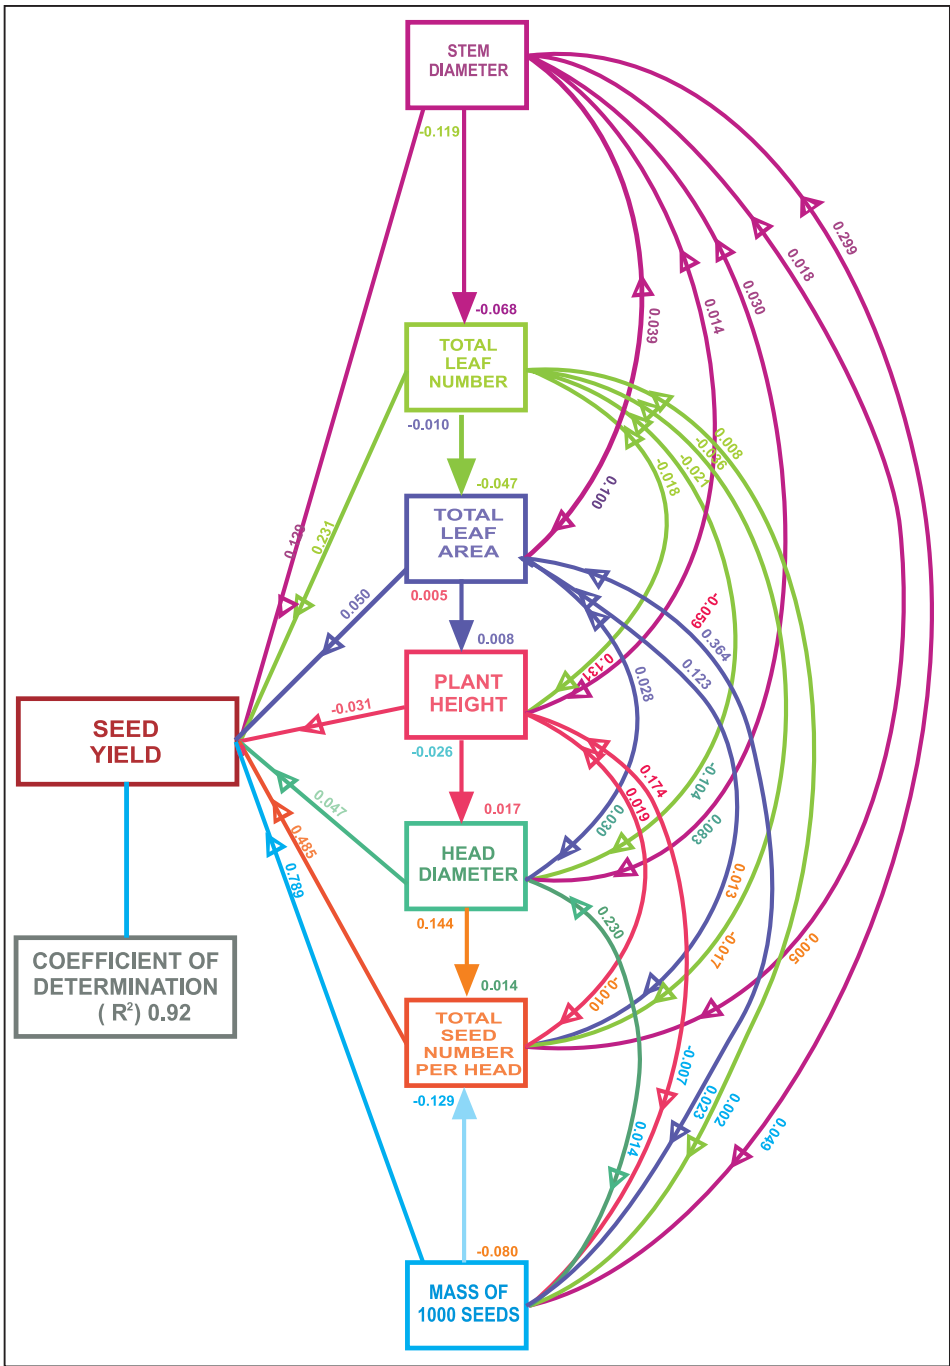 STEM
DIAMETER
-0.119
0.299
0.018
0.030
0.014
0.039
-0.068
TOTAL
LEAF
NUMBER
-0.010
0.008
-0.036
-0.021
-0.018
-0.047
0.100
0.129
0.231
TOTAL
LEAF
AREA
0.005
0.050
0.008
-0.059
0.364
0.123
0.131
0.028
PLANT
HEIGHT
-0.031
-0.026
0.174
0.019
-0.104
0.083
0.030
0.017
SEED
YIELD
0.047
0.485
0.789
HEAD
DIAMETER
0.144
0.230
0.013
-0.017
0.005
-0.010
0.014
COEFFICIENT OF
DETERMINATION
( R²) 0.92
TOTAL
SEED
NUMBER
PER HEAD
-0.129
-0.007
0.023
0.002
0.049
0.014
-0.080
MASS OF
1000 SEEDS